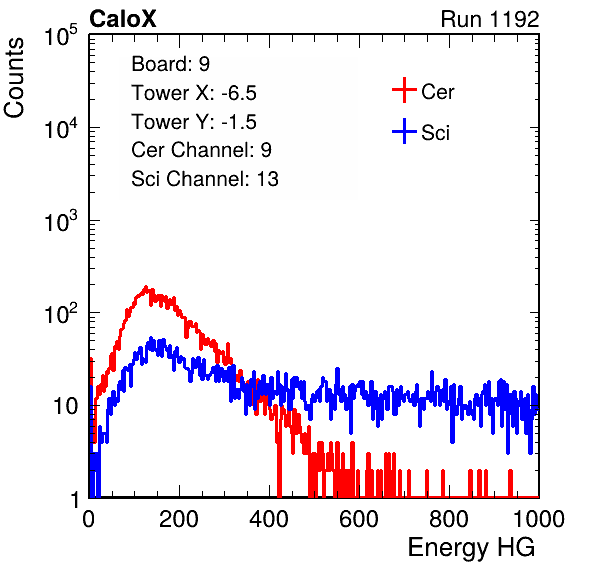 CaloX Run 1192
Counts
10^5
10^4
10^3
10^2
10
1
Board: 9
Tower X: -6.5
Tower Y: -1.5
Cer Channel: 9
Sci Channel: 13
Cer
Sci
0 200 400 600 800 1000
Energy HG